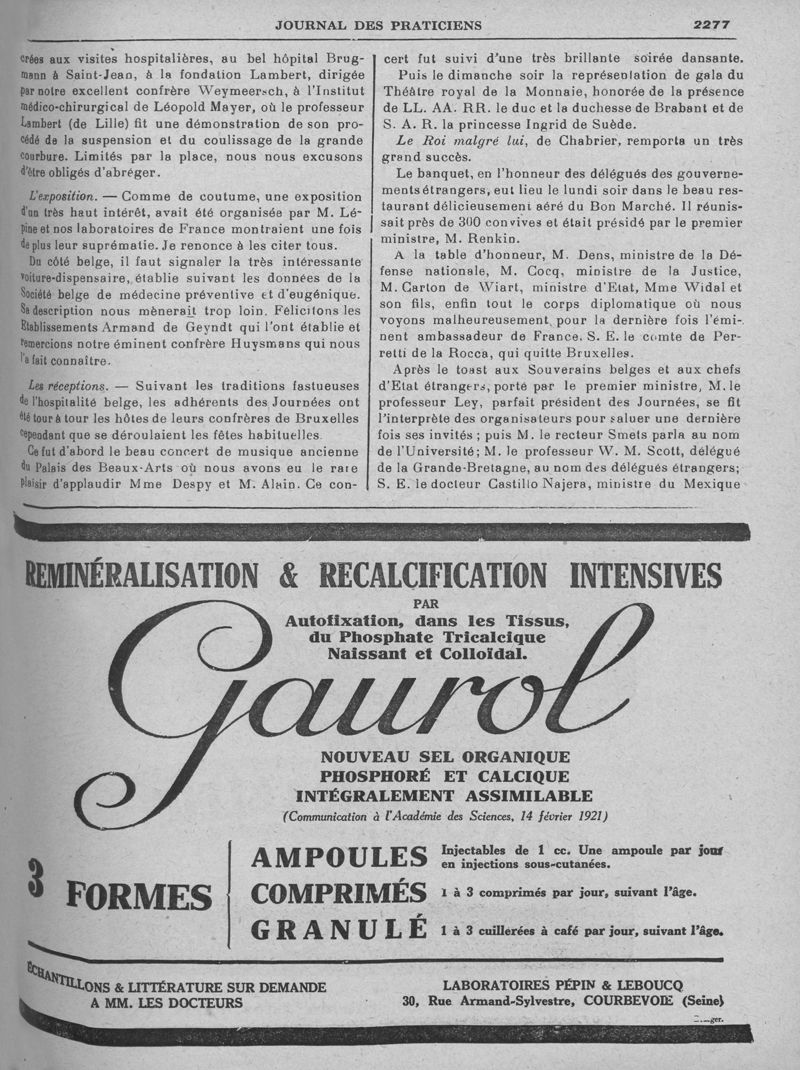 JOURNAL DES PRATICIENS 2277
crées aux visites hospitalières, au bel hôpital Brug-
mann à Saint-Jean, à la fondation Lambert, dirigée
par notre excellent confrère Weymeersch, à l'Institut
médico-chirurgical de Léopold Mayer, où le professeur
Lambert (de Lille) fit une démonstration de son pro-
cédé de la suspension et du coulissage de la grande
courbure. Limités par la place, nous nous excusons
d'être obligés d'abréger.
L'exposition. — Comme de coutume, une exposition
d'un très haut intérêt, avait été organisée par M. Lé-
pine et nos laboratoires de France montraient une fois
de plus leur suprématie. Je renonce à les citer tous.
Du côté belge, il faut signaler la très intéressante
voiture-dispensaire, établie suivant les données de la
Société belge de médecine préventive et d'eugénique.
Sa description nous mènerait trop loin. Felicitons les
Etablissements Armand de Geyndt qui l'ont établie et
remercions notre éminent confrère Huysmans qui nous
l'a fait connaître.
Les réceptions. — Suivant les traditions fastueuses
de l'hospitalité belge, les adhérents des Journées ont
été tour à tour les hôtes de leurs confrères de Bruxelles
cependant que se déroulaient les fêtes habituelles.
Ce fut d'abord le beau concert de musique ancienne
du Palais des Beaux-Arts où nous avons eu le rare
plaisir d'applaudir Mme Despy et M. Alain. Ce con-
cert fut suivi d'une très brillante soirée dansante.
Puis le dimanche soir la représentation de gala du
Théâtre royal de la Monnaie, honorée de la présence
de LL. AA. RR. le duc et la duchesse de Brabant et de
S. A. R. la princesse Ingrid de Suède.
Le Roi malgré lui, de Chabrier, remporta un très
grand succès.
Le banquet, en l'honneur des délégués des gouverne-
ments étrangers, eut lieu le lundi soir dans le beau res-
taurant délicieusement aéré du Bon Marché. Il réunis-
sait près de 300 convives et était présidé par le premier
ministre, M. Renkin.
A la table d'honneur, M. Dens, ministre de la Dé-
fense nationale, M. Cocq, ministre de la Justice,
M. Carton de Wiart, ministre d'Etat, Mme Widal et
son fils, enfin tout le corps diplomatique où nous
voyons malheureusement pour la dernière fois l'émi-
nent ambassadeur de France, S. E. le comte de Per-
retti de la Rocca, qui quitte Bruxelles.
Après le toast aux Souverains belges et aux chefs
d'Etat étrangers, porté par le premier ministre, M. le
professeur Ley, parfait président des Journées, se fit
l'interprète des organisateurs pour saluer une dernière
fois ses invités ; puis M. le recteur Smets parla au nom
de l'Université; M. le professeur W. M. Scott, délégué
de la Grande-Bretagne, au nom des délégués étrangers;
S. E. le docteur Castillo Najera, ministre du Mexique
REMINÉRALISATION & RECALCIFICATION INTENSIVES
PAR
Autofixation, dans les Tissus,
du Phosphate Tricalcique
Naissant et Colloïdal.
Gaurol
NOUVEAU SEL ORGANIQUE
PHOSPHORÉ ET CALCIQUE
INTÉGRALEMENT ASSIMILABLE
(Communication à l'Académie des Sciences, 14 février 1921)
3 FORMES
AMPOULES Injectables de 1 cc. Une ampoule par jour
en injections sous-cutanées.
COMPRIMÉS 1 à 3 comprimés par jour, suivant l'âge.
GRANULÉ 1 à 3 cuillerées à café par jour, suivant l'âge.
ÉCHANTILLONS & LITTÉRATURE SUR DEMANDE
A MM. LES DOCTEURS
LABORATOIRES PÉPIN & LEBOUCQ
30, Rue Armand-Sylvestre, COURBEVOIE (Seine)